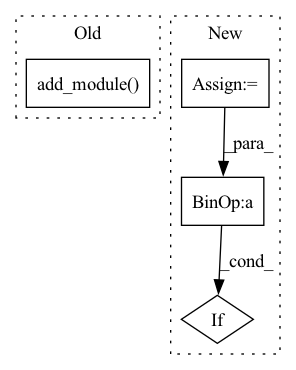 Old
New
add_module()
Assign:=
_para_
BinOp:a
_cond_
If